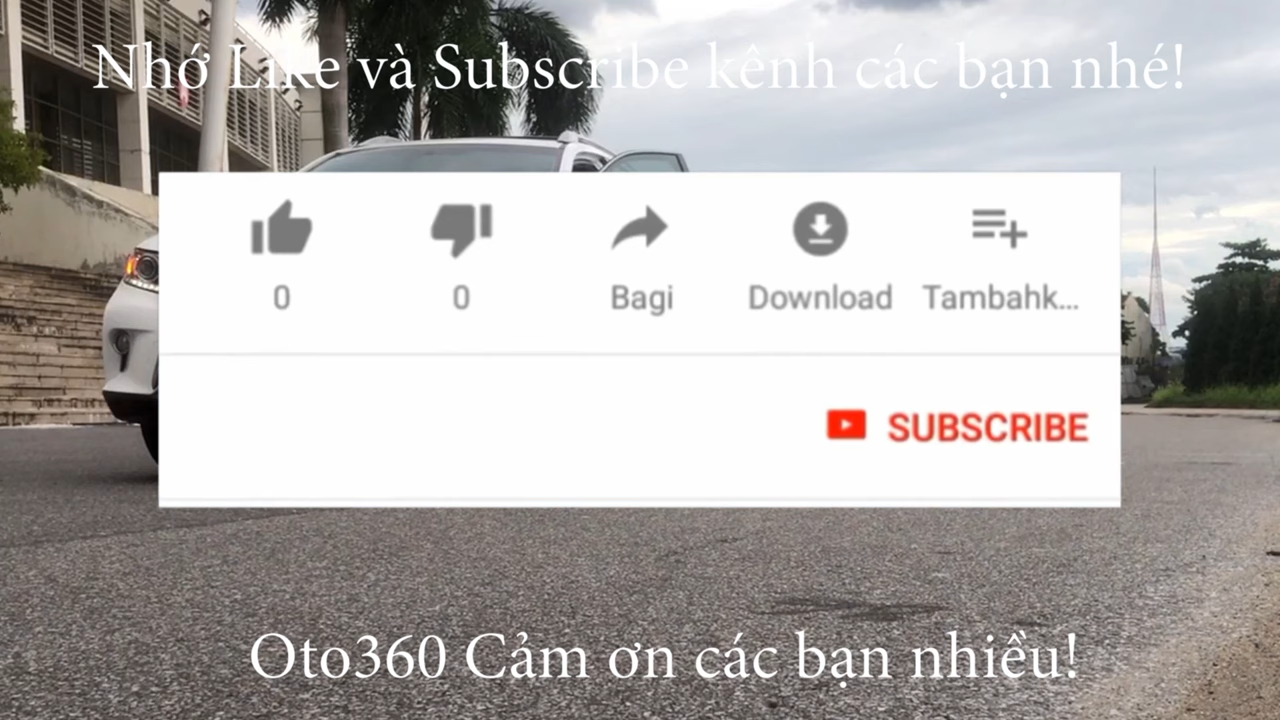 Nhớ Like và Subscribe kênh các bạn nhé!
0 0 Bagi Download Tambahk...
SUBSCRIBE
Oto360 Cảm ơn các bạn nhiều!